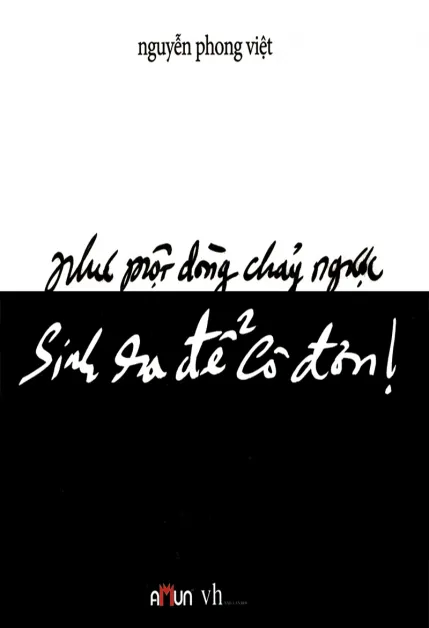 nguyễn phong việt
như một dòng chảy ngược
Sinh ra để cô đơn!
AMUN vh